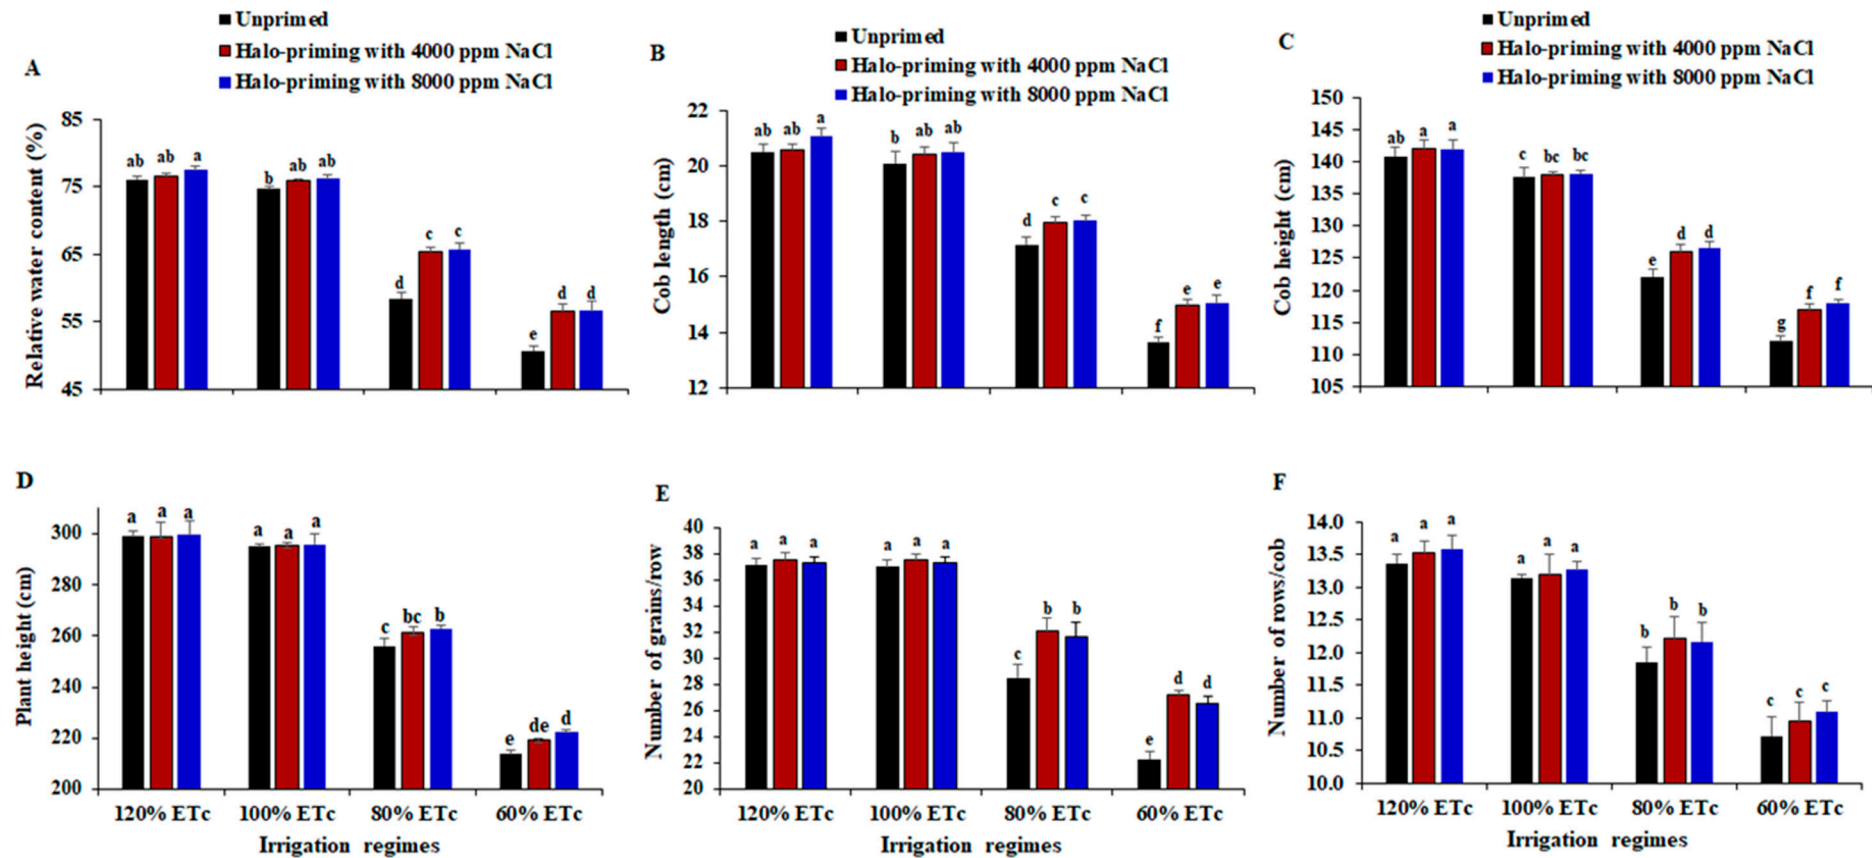 A
Unprimed
Halo-priming with 4000 ppm NaCl
Halo-priming with 8000 ppm NaCl
Relative water content (%)
85
75
65
55
45
ab ab a
b ab ab
d c c
e d d
B
Unprimed
Halo-priming with 4000 ppm NaCl
Halo-priming with 8000 ppm NaCl
Cob length (cm)
22
20
18
16
14
12
ab ab a
b ab ab
d c c
f e e
C
Unprimed
Halo-priming with 4000 ppm NaCl
Halo-priming with 8000 ppm NaCl
Cob height (cm)
150
145
140
135
130
125
120
115
110
105
ab a a
c bc bc
e d d
g f f
D
Plant height (cm)
300
280
260
240
220
200
a a a
a a a
c bc b
e de d
120% ETc 100% ETc 80% ETc 60% ETc
Irrigation regimes
E
Number of grains/row
40
38
36
34
32
30
28
26
24
22
20
a a a
a a a
c b b
e d d
120% ETc 100% ETc 80% ETc 60% ETc
Irrigation regimes
F
Number of rows/cob
14.0
13.5
13.0
12.5
12.0
11.5
11.0
10.5
10.0
a a a
a a a
b b b
c c c
120% ETc 100% ETc 80% ETc 60% ETc
Irrigation regimes